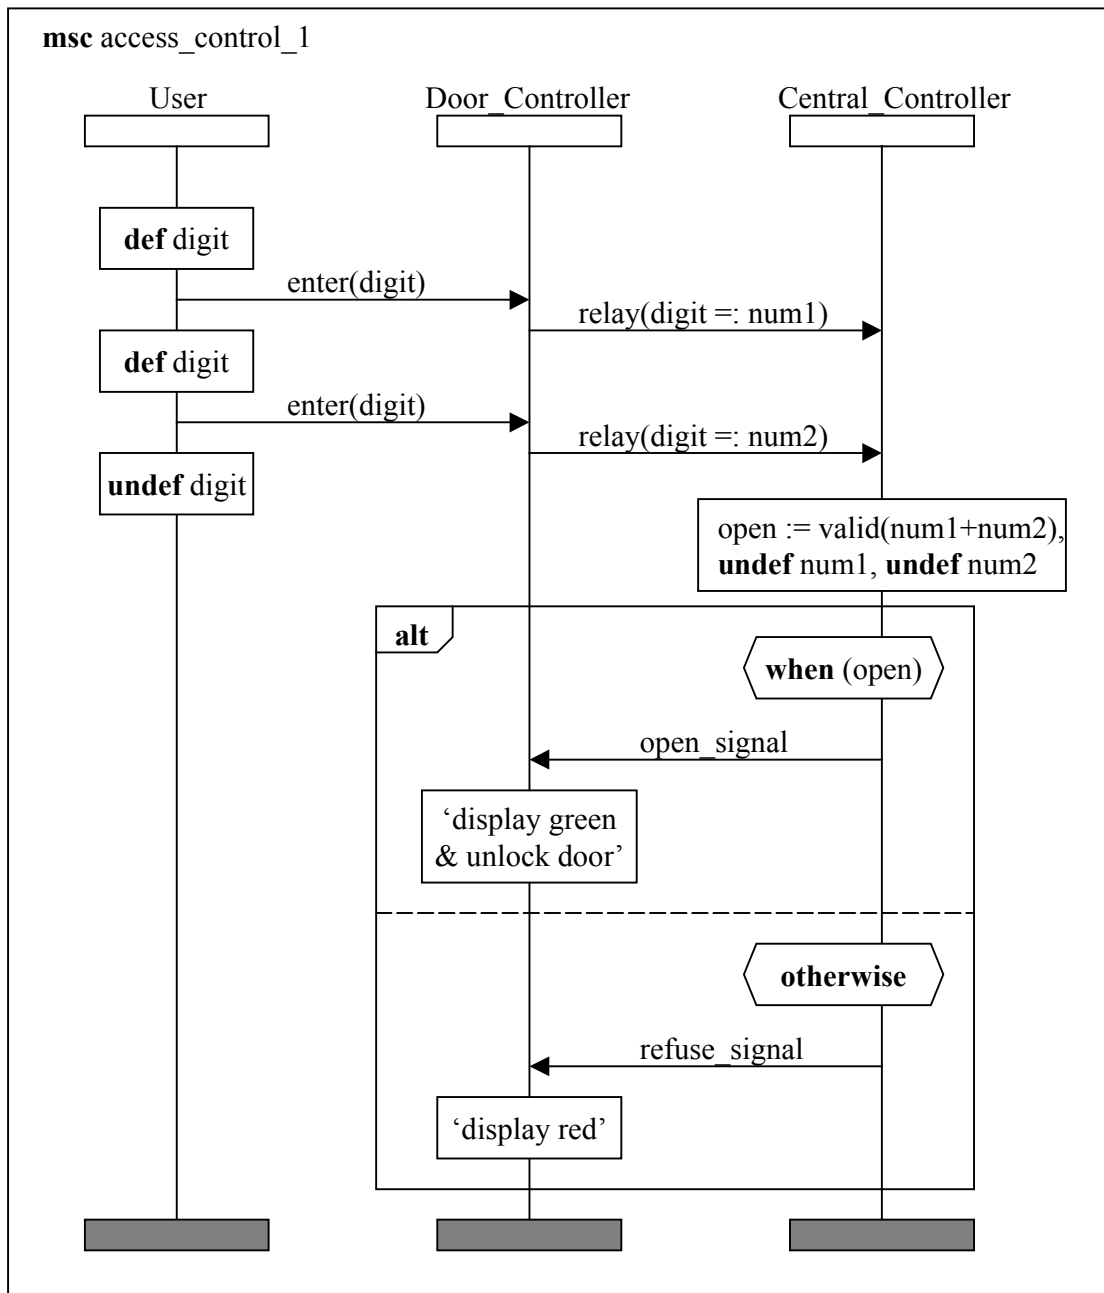 msc access_control_1
User
Door_Controller
Central_Controller
def digit
enter(digit)
relay(digit =: num1)
def digit
enter(digit)
relay(digit =: num2)
undef digit
open := valid(num1+num2),
undef num1, undef num2
alt
when (open)
open_signal
‘display green
& unlock door’
otherwise
refuse_signal
‘display red’